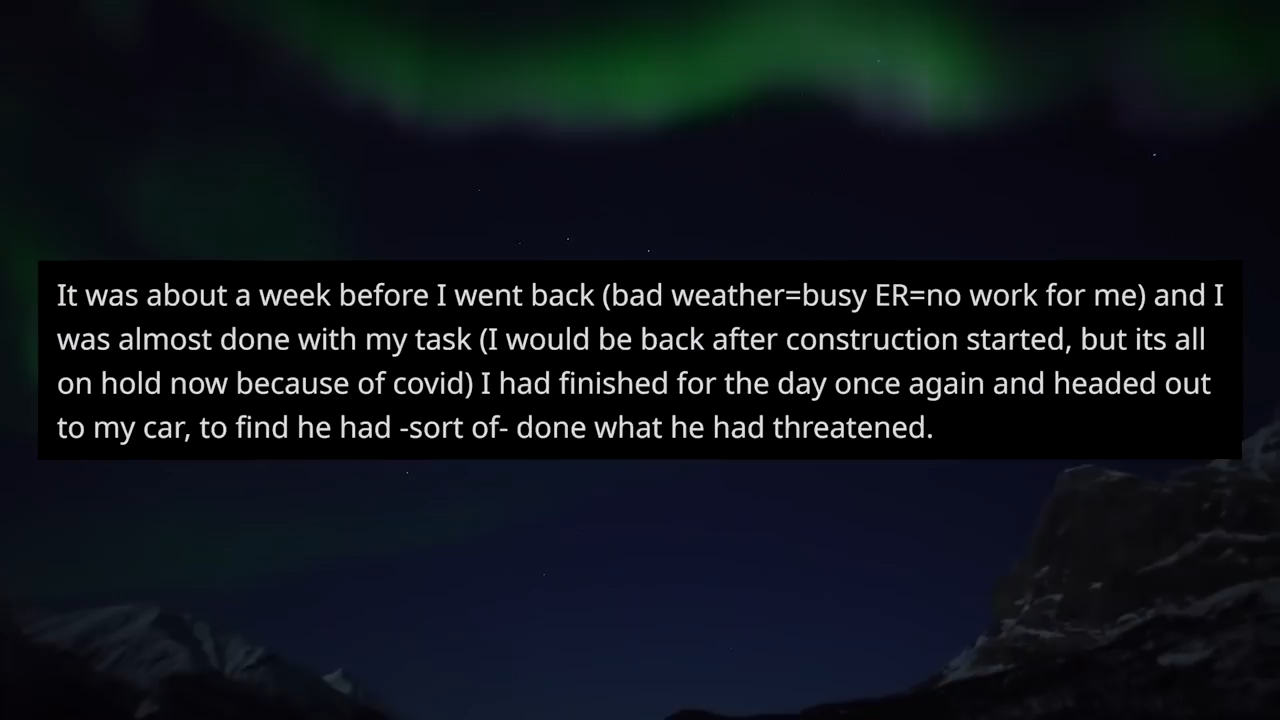 It was about a week before I went back (bad weather=busy ER=no work for me) and I
was almost done with my task (I would be back after construction started, but its all
on hold now because of covid) I had finished for the day once again and headed out
to my car, to find he had -sort of- done what he had threatened.